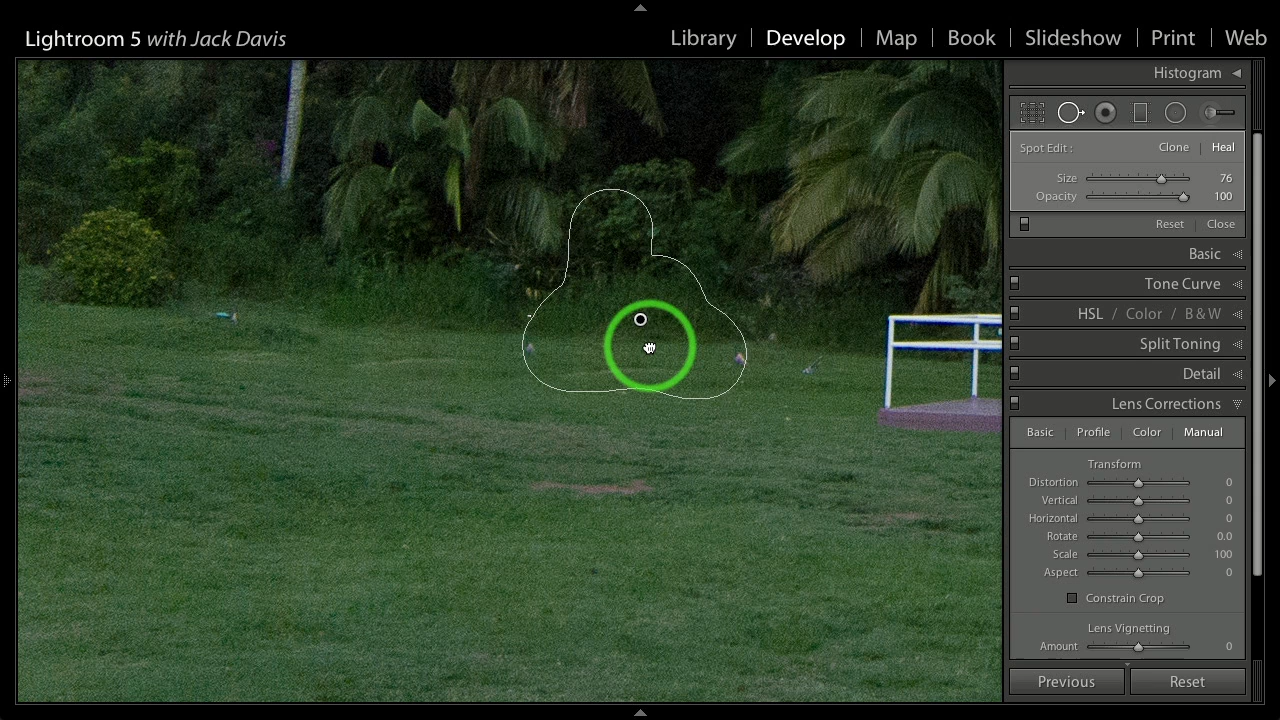 Lightroom 5 with Jack Davis
Library | Develop | Map | Book | Slideshow | Print | Web
Histogram
Spot Edit : Clone | Heal
Size 76
Opacity 100
Reset | Close
Basic
Tone Curve
HSL / Color / B & W
Split Toning
Detail
Lens Corrections
Basic | Profile | Color | Manual
Transform
Distortion 0
Vertical 0
Horizontal 0
Rotate 0.0
Scale 100
Aspect 0
Constrain Crop
Lens Vignetting
Amount 0
Previous Reset